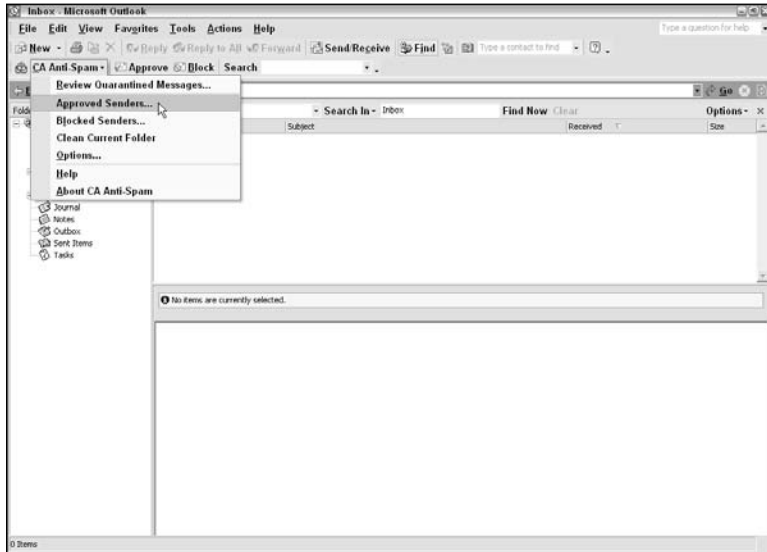 Inbox - Microsoft Outlook
File Edit View Favorites Tools Actions Help
Type a question for help
New Reply Reply to All Forward Send/Receive Find Type a contact to find
CA Anti-Spam Approve Block Search
Go
Review Quarantined Messages...
Approved Senders...
Blocked Senders...
Clean Current Folder
Options...
Help
About CA Anti-Spam
Search In Inbox Find Now Clear Options
Subject Received Size
Journal
Notes
Outbox
Sent Items
Tasks
No items are currently selected.
0 Items